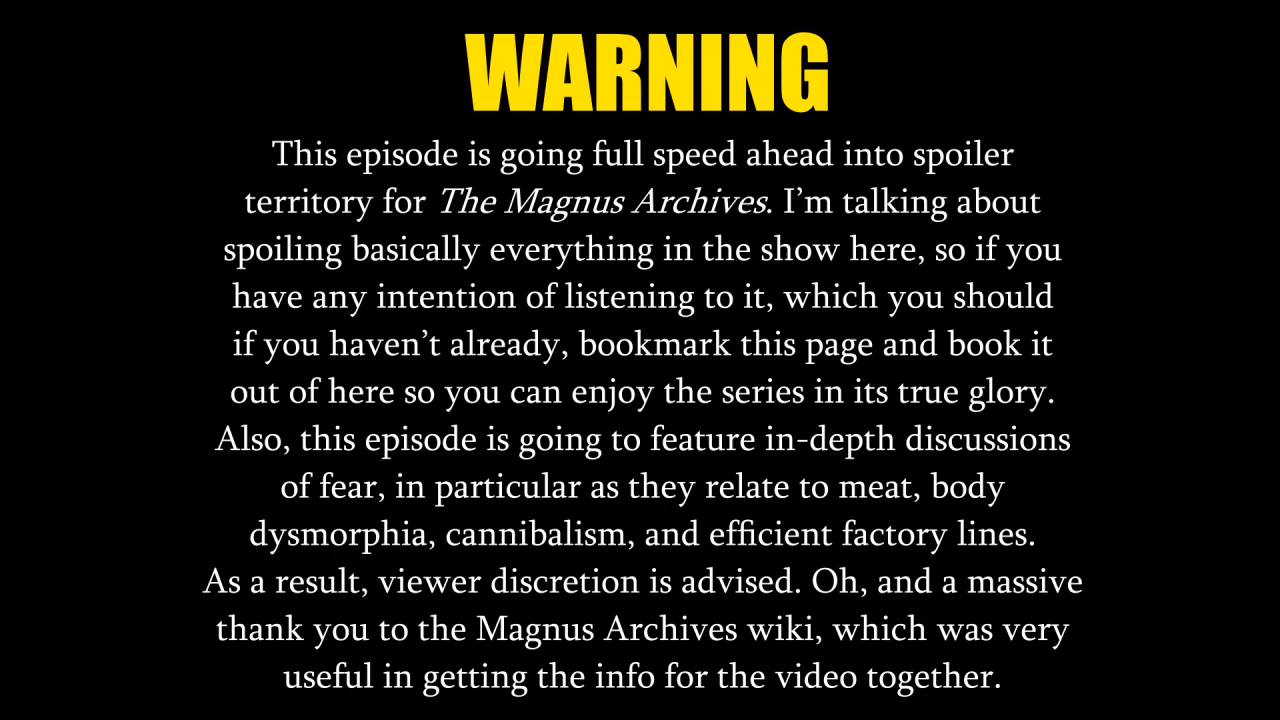 WARNING
This episode is going full speed ahead into spoiler
territory for The Magnus Archives. I’m talking about
spoiling basically everything in the show here, so if you
have any intention of listening to it, which you should
if you haven’t already, bookmark this page and book it
out of here so you can enjoy the series in its true glory.
Also, this episode is going to feature in-depth discussions
of fear, in particular as they relate to meat, body
dysmorphia, cannibalism, and efficient factory lines.
As a result, viewer discretion is advised. Oh, and a massive
thank you to the Magnus Archives wiki, which was very
useful in getting the info for the video together.